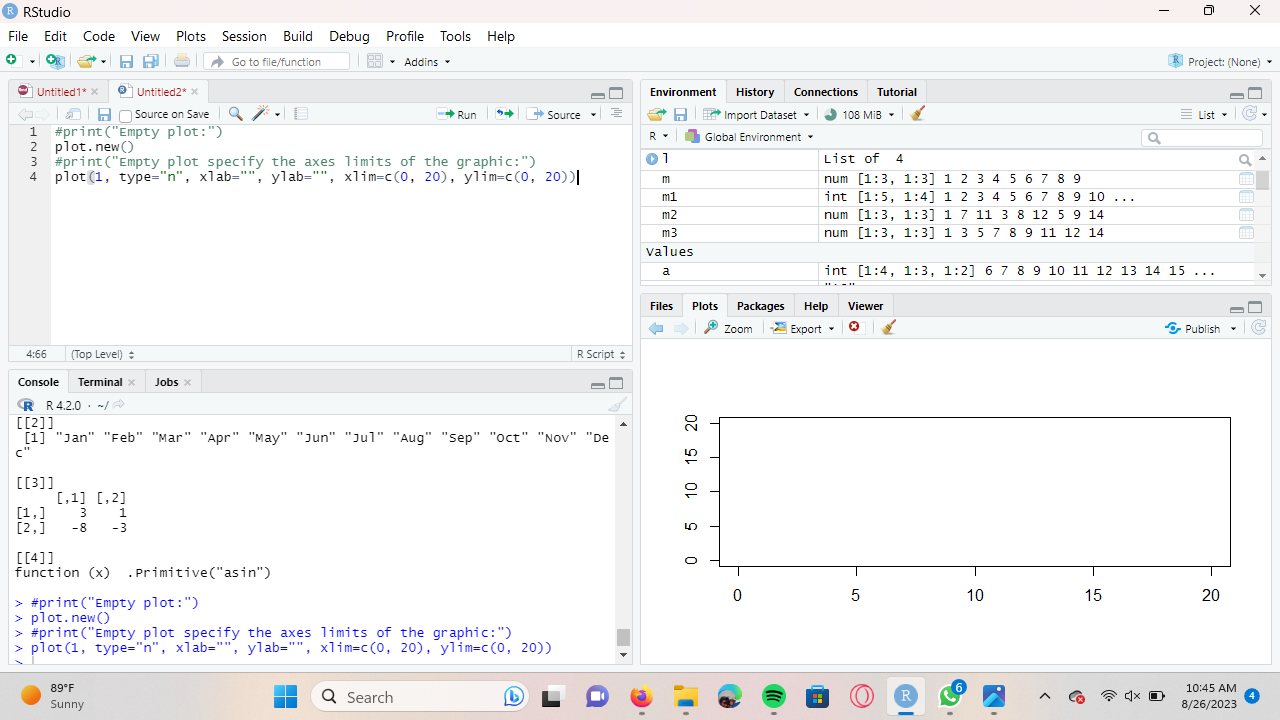 RStudio
File Edit Code View Plots Session Build Debug Profile Tools Help
Go to file/function Addins Project: (None)
Untitled1* Untitled2*
Source on Save Run Source
1 #print("Empty plot:")
2 plot.new()
3 #print("Empty plot specify the axes limits of the graphic:")
4 plot(1, type="n", xlab="", ylab="", xlim=c(0, 20), ylim=c(0, 20))
4:66 (Top Level) R Script
Console Terminal Jobs
R 4.2.0 · ~/
[[2]]
[1] "Jan" "Feb" "Mar" "Apr" "May" "Jun" "Jul" "Aug" "Sep" "Oct" "Nov" "De
c"
[[3]]
[,1] [,2]
[1,] 3 1
[2,] -8 -3
[[4]]
function (x) .Primitive("asin")
> #print("Empty plot:")
> plot.new()
> #print("Empty plot specify the axes limits of the graphic:")
> plot(1, type="n", xlab="", ylab="", xlim=c(0, 20), ylim=c(0, 20))
>
Environment History Connections Tutorial
Import Dataset 108 MiB List
R Global Environment
l List of 4
m num [1:3, 1:3] 1 2 3 4 5 6 7 8 9
m1 int [1:5, 1:4] 1 2 3 4 5 6 7 8 9 10 ...
m2 num [1:3, 1:3] 1 7 11 3 8 12 5 9 14
m3 num [1:3, 1:3] 1 3 5 7 8 9 11 12 14
Values
a int [1:4, 1:3, 1:2] 6 7 8 9 10 11 12 13 14 15 ...
Files Plots Packages Help Viewer
Zoom Export Publish
20
15
10
5
0
0 5 10 15 20
89°F
Sunny
Search
6
10:45 AM
8/26/2023
4